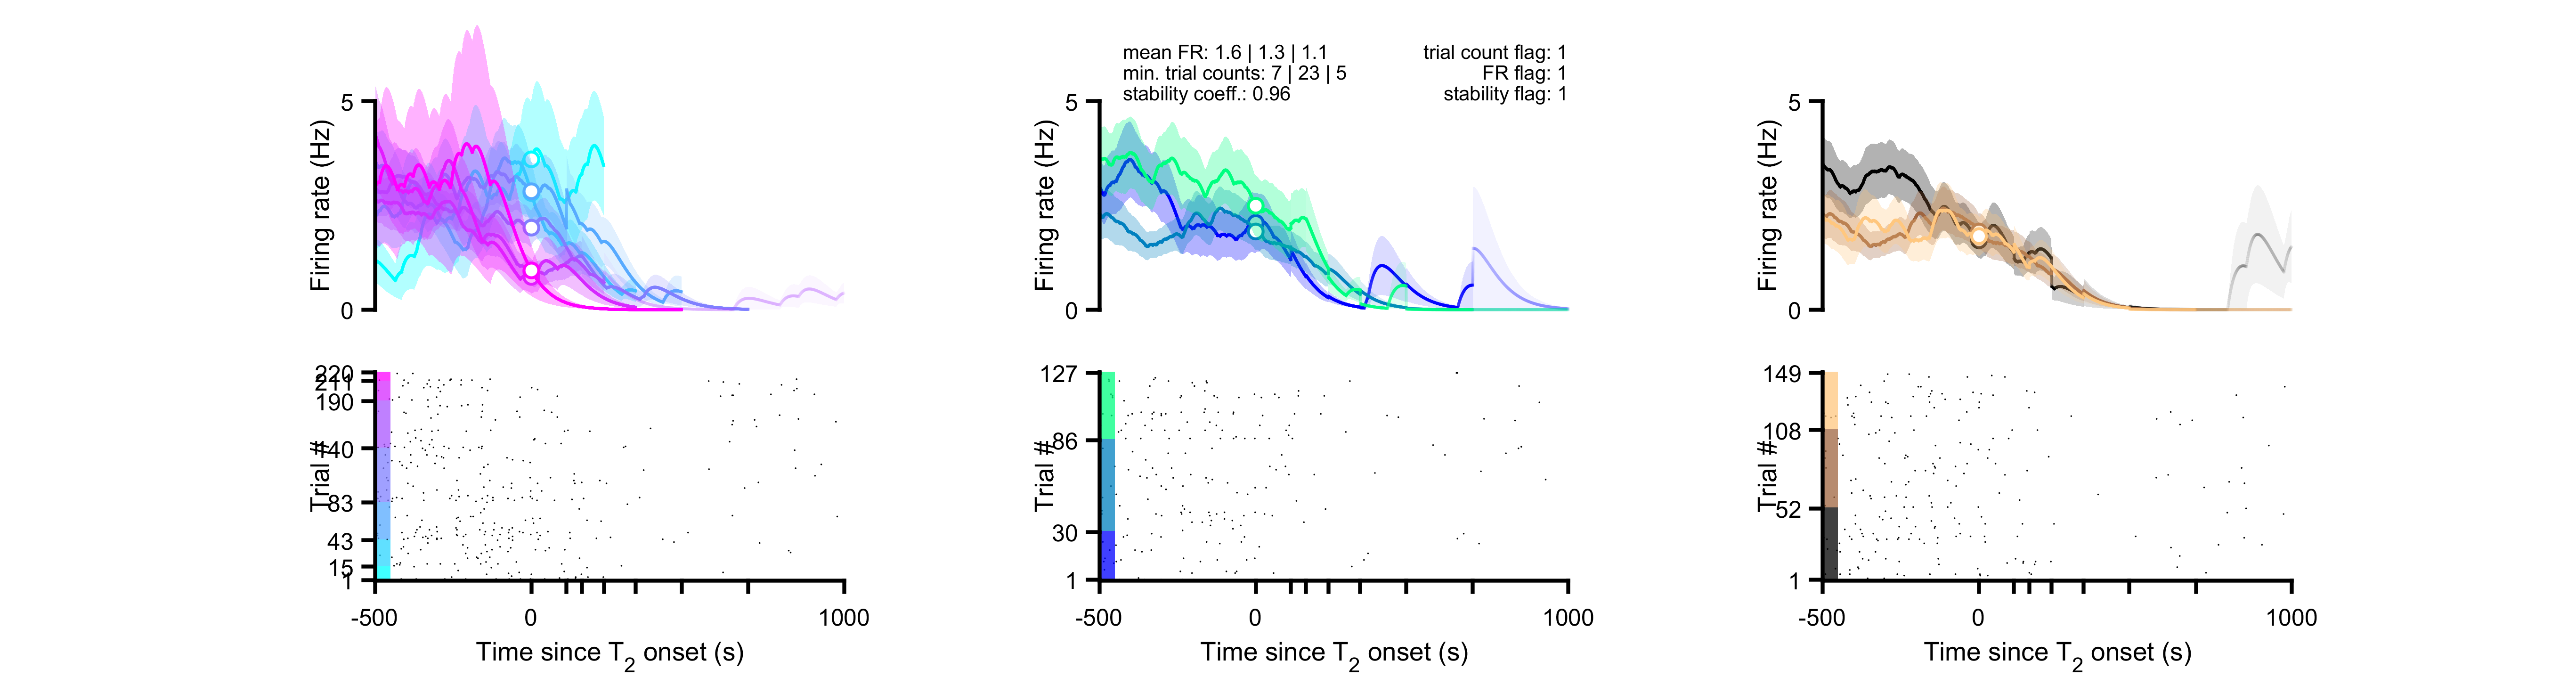 mean FR: 1.6 | 1.3 | 1.1
min. trial counts: 7 | 23 | 5
stability coeff.: 0.96
trial count flag: 1
FR flag: 1
stability flag: 1
Firing rate (Hz)
5
0
Firing rate (Hz)
5
0
Firing rate (Hz)
5
0
Trial #
190
140
83
43
15
1
-500
0
1000
Time since T2 onset (s)
Trial #
127
86
30
1
-500
0
1000
Time since T2 onset (s)
Trial #
149
108
52
1
-500
0
1000
Time since T2 onset (s)